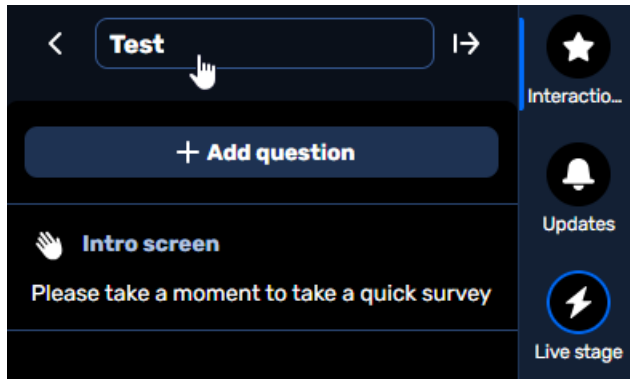 Test
Interactio...
+ Add question
Updates
Intro screen
Please take a moment to take a quick survey
Live stage